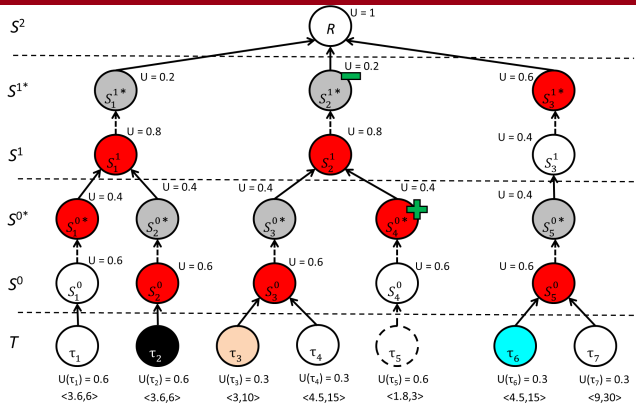 S² R U = 1
U = 0.2 U = 0.2 U = 0.6
S¹* S₁¹* S₂¹* S₃¹*
U = 0.8 U = 0.8 U = 0.4
S¹ S₁¹ S₂¹ S₃¹
U = 0.4 U = 0.4 U = 0.4 U = 0.4 U = 0.4
S⁰* S₁⁰* S₂⁰* S₃⁰* S₄⁰* S₅⁰*
U = 0.6 U = 0.6 U = 0.6 U = 0.6 U = 0.6
S⁰ S₁⁰ S₂⁰ S₃⁰ S₄⁰ S₅⁰
T τ₁ τ₂ τ₃ τ₄ τ₅ τ₆ τ₇
U(τ₁) = 0.6 U(τ₂) = 0.6 U(τ₃) = 0.3 U(τ₄) = 0.3 U(τ₅) = 0.6 U(τ₆) = 0.3 U(τ₇) = 0.3
<3.6,6> <3.6,6> <3,10> <4.5,15> <1.8,3> <4.5,15> <9,30>